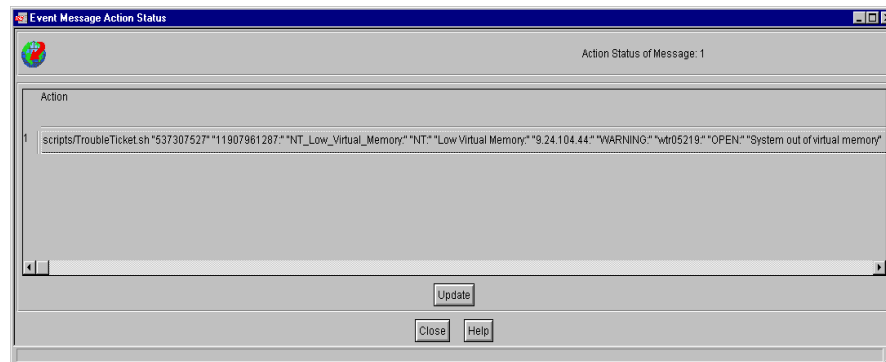 Event Message Action Status
Action Status of Message: 1
Action
1 scripts/TroubleTicket.sh "537307527" "11907961287:" "NT_Low_Virtual_Memory:" "NT:" "Low Virtual Memory:" "9.24.104.44:" "WARNING:" "wtr05219:" "OPEN:" "System out of virtual memory"
Update
Close Help